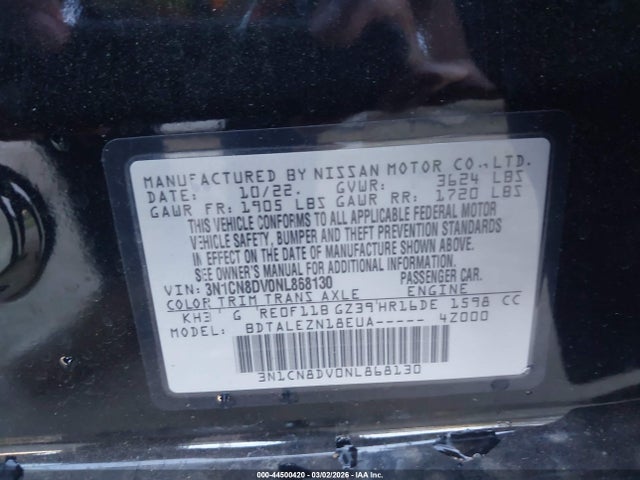 MANUFACTURED BY NISSAN MOTOR CO.,LTD.
DATE: 10/22. GVWR: 3624 LBS
GAWR FR: 1905 LBS GAWR RR: 1720 LBS
THIS VEHICLE CONFORMS TO ALL APPLICABLE FEDERAL MOTOR
VEHICLE SAFETY, BUMPER AND THEFT PREVENTION STANDARDS
IN EFFECT ON THE DATE OF MANUFACTURE SHOWN ABOVE.
SEE OWNER'S MANUAL FOR ADDITIONAL INFORMATION.
VIN: 3N1CN8DV0NL868130 PASSENGER CAR.
COLOR TRIM TRANS AXLE ENGINE
KH3 G RE0F11B GZ39 HR16DE 1598 CC
MODEL: BDTALEZN18EUA----- 4Z000
3N1CN8DV0NL868130
000-44500420 - 03/02/2026 - IAA Inc.